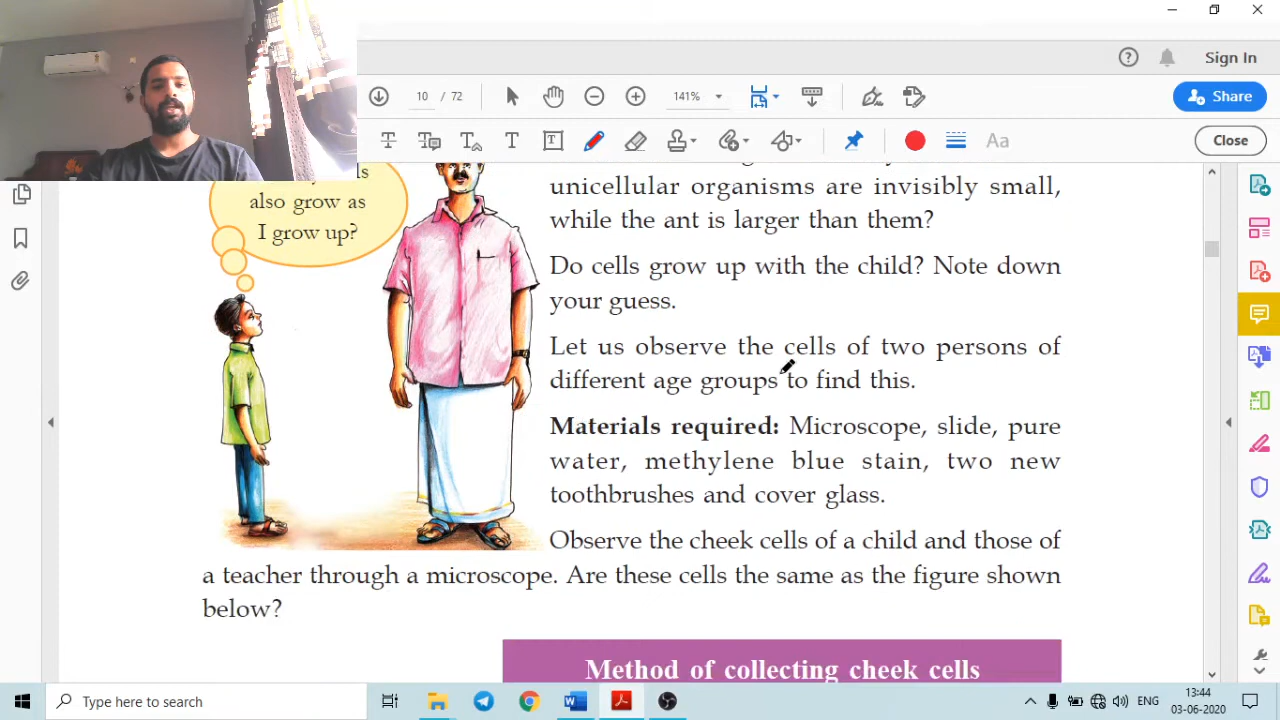 Sign In
10 / 72
141%
Share
Aa
Close
also grow as
I grow up?
unicellular organisms are invisibly small,
while the ant is larger than them?
Do cells grow up with the child? Note down
your guess.
Let us observe the cells of two persons of
different age groups to find this.
Materials required: Microscope, slide, pure
water, methylene blue stain, two new
toothbrushes and cover glass.
Observe the cheek cells of a child and those of
a teacher through a microscope. Are these cells the same as the figure shown
below?
Method of collecting cheek cells
Type here to search
ENG
13:44
03-06-2020